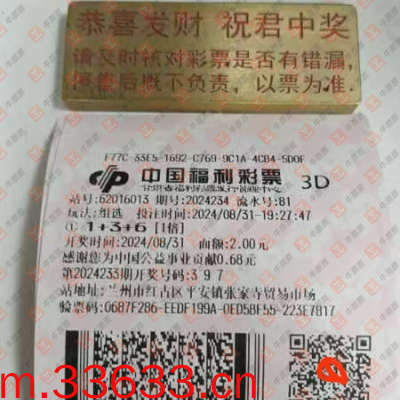 恭喜发财 祝君中奖
请及时核对彩票是否有错漏，
离售后概不负责，以票为准.
F77C-33E5-1692-C769-9C1A-4CB4-5D0F
中国福利彩票 3D
站号:62016013 期号:2024234 流水号:81
玩法:组选 投注时间:2024/08/31-19:27:47
① 1+3+6 [1倍]
开奖时间:2024/08/31 面额:2.00元
感谢您为中国公益事业贡献0.68元
第2024233期开奖号码:3 9 7
站地址:兰州市红古区平安镇张家寺贸易市场
验票码:0687F286-EEDF199A-0ED58F55-223E7817
m.33633.cn